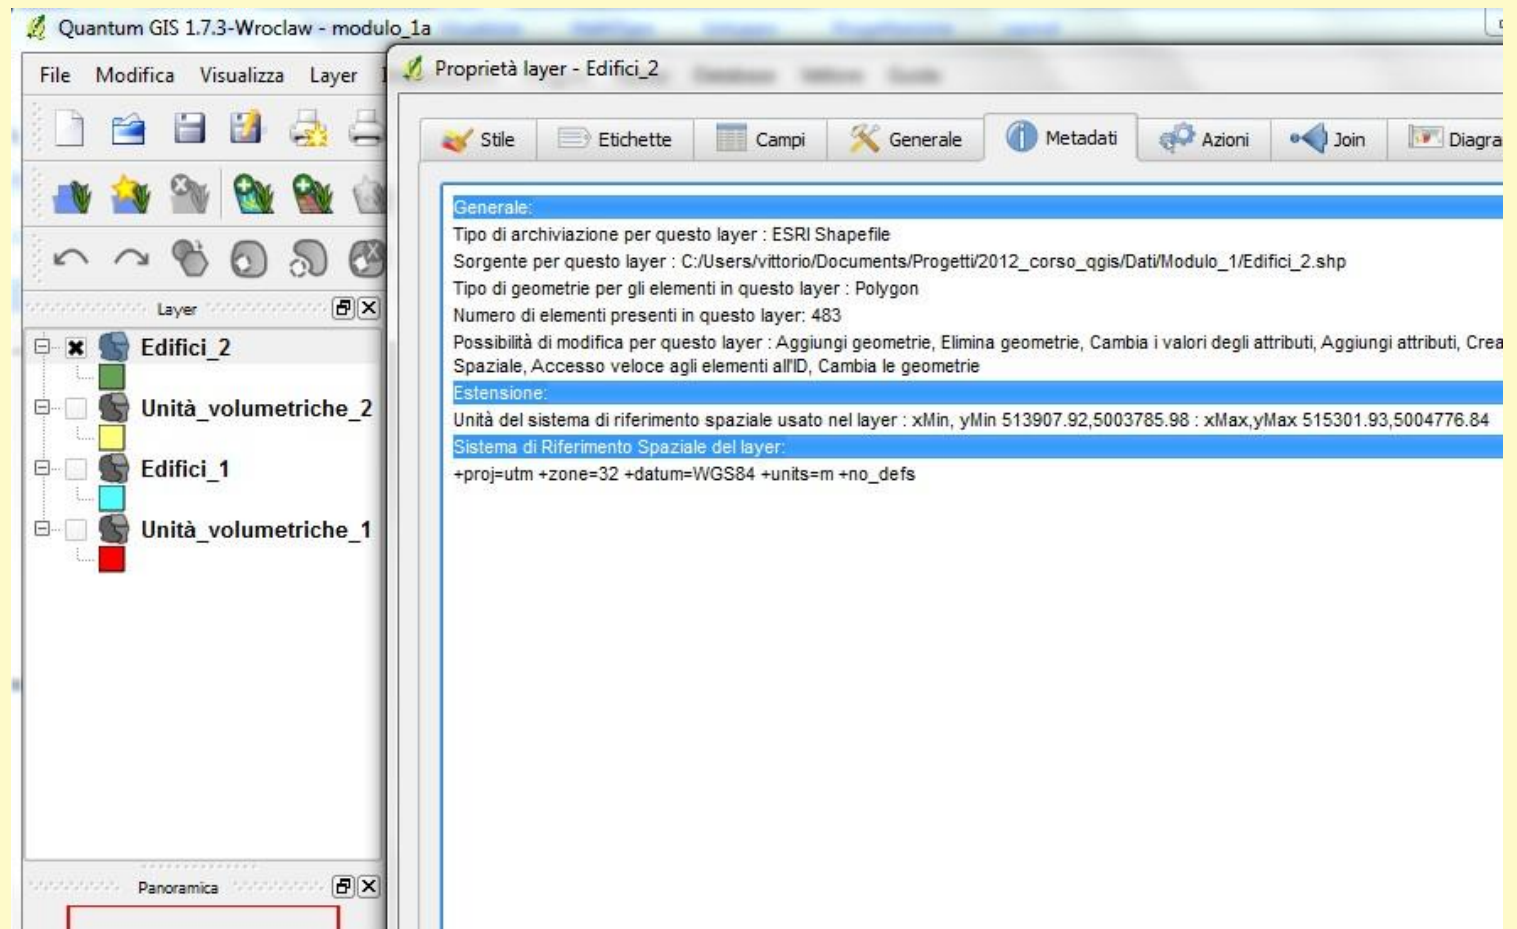 Quantum GIS 1.7.3-Wroclaw - modulo_1a
File Modifica Visualizza Layer
Proprietà layer - Edifici_2
Stile Etichette Campi Generale Metadati Azioni Join Diagra
Generale:
Tipo di archiviazione per questo layer : ESRI Shapefile
Sorgente per questo layer : C:/Users/vittorio/Documents/Progetti/2012_corso_qgis/Dati/Modulo_1/Edifici_2.shp
Tipo di geometrie per gli elementi in questo layer : Polygon
Numero di elementi presenti in questo layer: 483
Possibilità di modifica per questo layer : Aggiungi geometrie, Elimina geometrie, Cambia i valori degli attributi, Aggiungi attributi, Crea
Spaziale, Accesso veloce agli elementi all'ID, Cambia le geometrie
Estensione:
Unità del sistema di riferimento spaziale usato nel layer : xMin, yMin 513907.92,5003785.98 : xMax,yMax 515301.93,5004776.84
Sistema di Riferimento Spaziale del layer:
+proj=utm +zone=32 +datum=WGS84 +units=m +no_defs
Layer
Edifici_2
Unità_volumetriche_2
Edifici_1
Unità_volumetriche_1
Panoramica